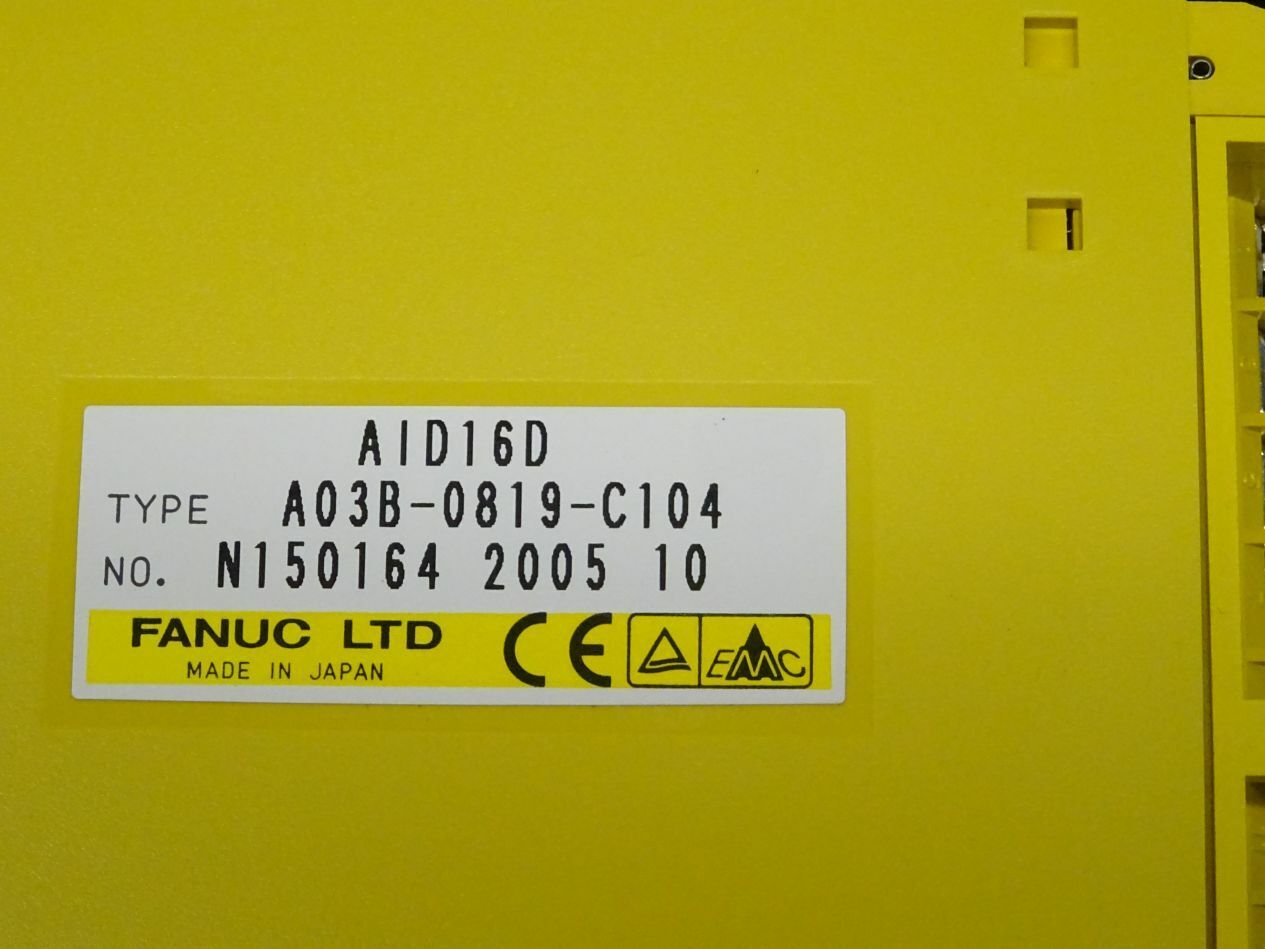 AID16D
TYPE A03B-0819-C104
NO. N150164 2005 10
FANUC LTD CE EMC
MADE IN JAPAN